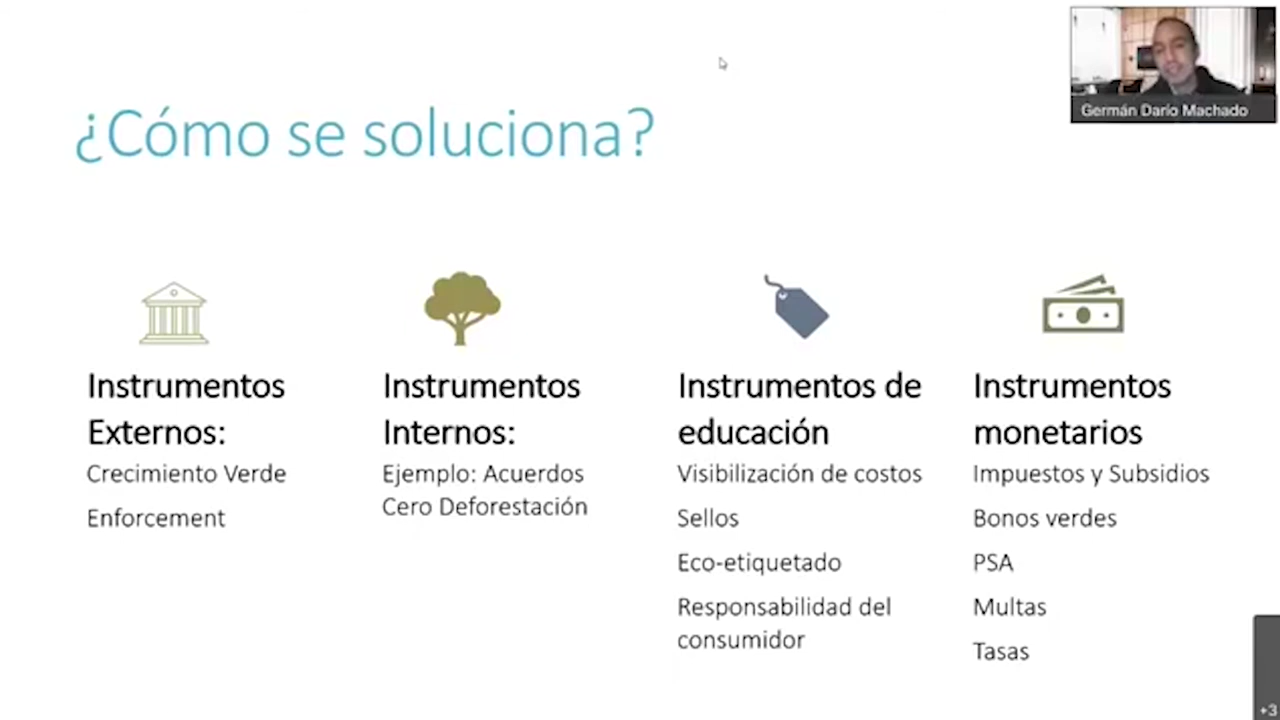 Germán Darío Machado
¿Cómo se soluciona?
Instrumentos
Externos:
Crecimiento Verde
Enforcement
Instrumentos
Internos:
Ejemplo: Acuerdos
Cero Deforestación
Instrumentos de
educación
Visibilización de costos
Sellos
Eco-etiquetado
Responsabilidad del
consumidor
Instrumentos
monetarios
Impuestos y Subsidios
Bonos verdes
PSA
Multas
Tasas
+3